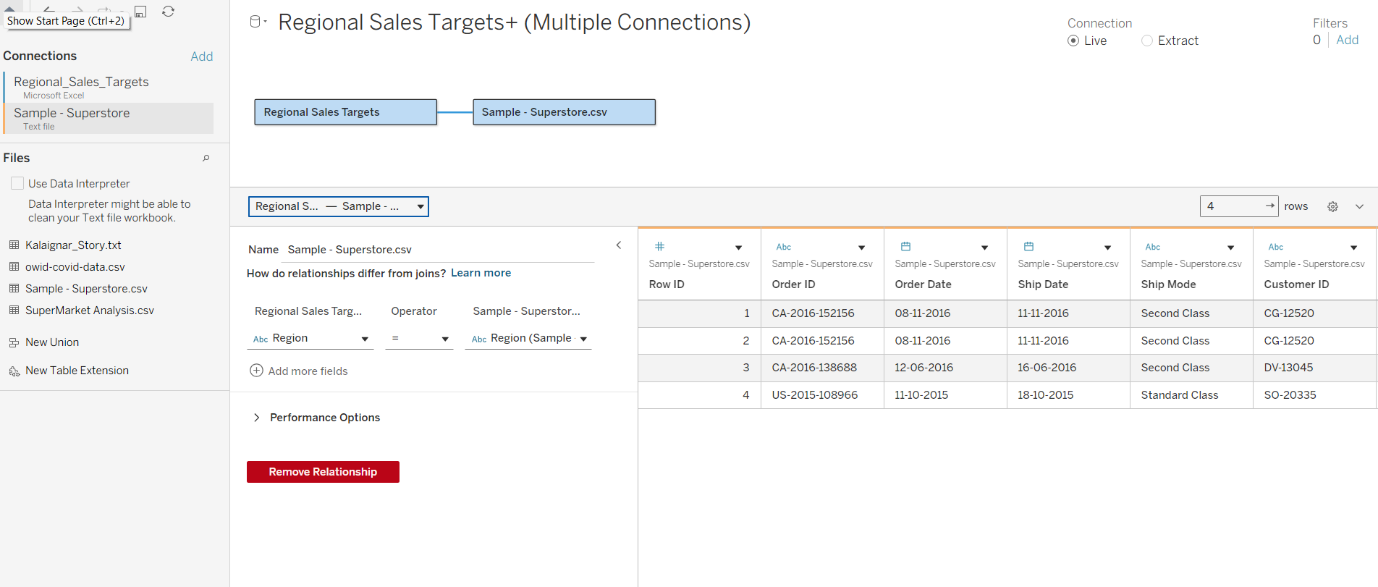 Show Start Page (Ctrl+2)
Connections Add
Regional_Sales_Targets
Microsoft Excel
Sample - Superstore
Text file
Files
Use Data Interpreter
Data Interpreter might be able to
clean your Text file workbook.
Kalaignar_Story.txt
owid-covid-data.csv
Sample - Superstore.csv
SuperMarket Analysis.csv
New Union
New Table Extension
Regional Sales Targets+ (Multiple Connections)
Connection
Live Extract
Filters
0 Add
Regional Sales Targets Sample - Superstore.csv
Regional S... — Sample - ...
4 rows
Name Sample - Superstore.csv
How do relationships differ from joins? Learn more
Regional Sales Targ... Operator Sample - Superstor...
Abc Region = Abc Region (Sample
Add more fields
Performance Options
Remove Relationship
# Abc Abc Abc
Sample - Superstore.csv Sample - Superstore.csv Sample - Superstore.csv Sample - Superstore.csv Sample - Superstore.csv Sample - Superstore.csv
Row ID Order ID Order Date Ship Date Ship Mode Customer ID
1 CA-2016-152156 08-11-2016 11-11-2016 Second Class CG-12520
2 CA-2016-152156 08-11-2016 11-11-2016 Second Class CG-12520
3 CA-2016-138688 12-06-2016 16-06-2016 Second Class DV-13045
4 US-2015-108966 11-10-2015 18-10-2015 Standard Class SO-20335